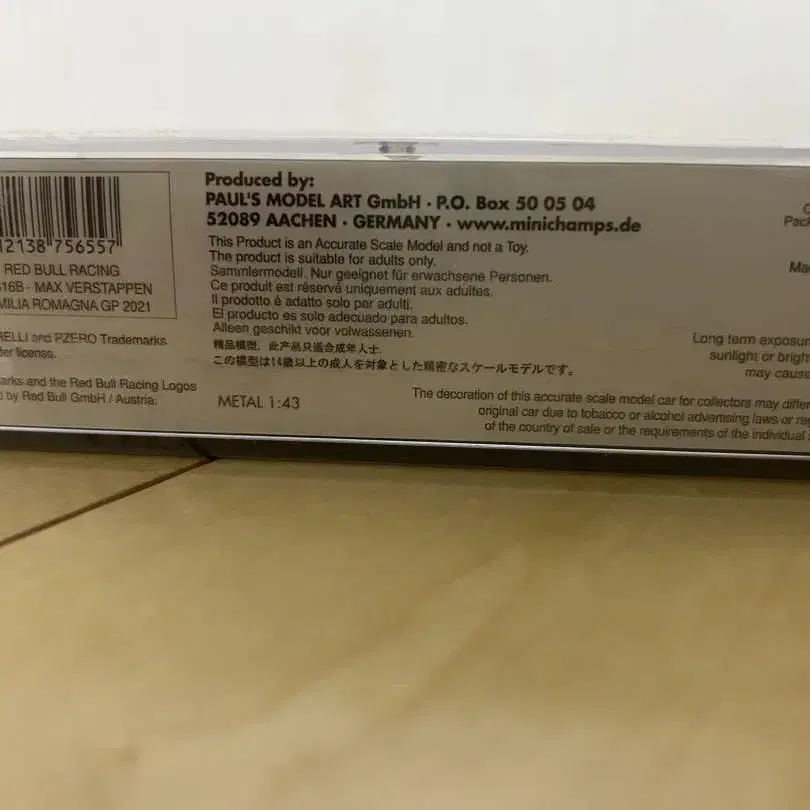 12138 756557
RED BULL RACING
16B - MAX VERSTAPPEN
MILIA ROMAGNA GP 2021
RELLI and PZERO Trademarks
der license.
arks and the Red Bull Racing Logos
d by Red Bull GmbH / Austria.
Produced by:
PAUL'S MODEL ART GmbH · P.O. Box 50 05 04
52089 AACHEN · GERMANY · www.minichamps.de
This Product is an Accurate Scale Model and not a Toy.
The product is suitable for adults only.
Sammlermodell. Nur geeignet für erwachsene Personen.
Ce produit est réservé uniquement aux adultes.
Il prodotto é adatto solo per adulti.
El producto es solo adecuado para adultos.
Alleen geschikt voor volwassenen.
精品模型，此产品只适合成年人士.
この模型は14歳以上の成人を対象とした精密なスケールモデルです。
METAL 1:43
Pack
Ma
Long term exposur
sunlight or brigh
may cause
The decoration of this accurate scale model car for collectors may differ
original car due to tobacco or alcohol advertising laws or reg
of the country of sale or the requirements of the individual